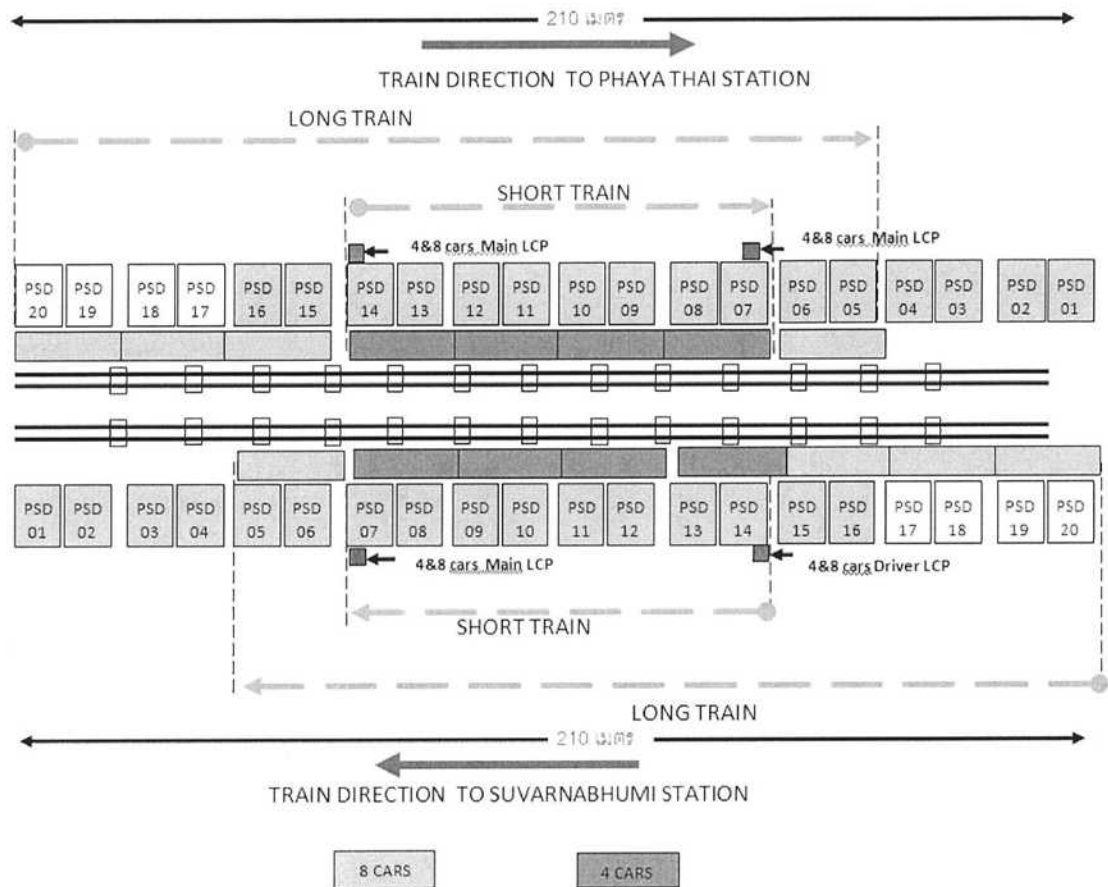 210 เมตร
TRAIN DIRECTION TO PHAYA THAI STATION
LONG TRAIN
SHORT TRAIN
4&8 cars Main LCP
4&8 cars Main LCP
PSD 20 PSD 19 PSD 18 PSD 17 PSD 16 PSD 15 PSD 14 PSD 13 PSD 12 PSD 11 PSD 10 PSD 09 PSD 08 PSD 07 PSD 06 PSD 05 PSD 04 PSD 03 PSD 02 PSD 01
PSD 01 PSD 02 PSD 03 PSD 04 PSD 05 PSD 06 PSD 07 PSD 08 PSD 09 PSD 10 PSD 11 PSD 12 PSD 13 PSD 14 PSD 15 PSD 16 PSD 17 PSD 18 PSD 19 PSD 20
4&8 cars Main LCP
4&8 cars Driver LCP
SHORT TRAIN
LONG TRAIN
210 เมตร
TRAIN DIRECTION TO SUVARNABHUMI STATION
8 CARS
4 CARS